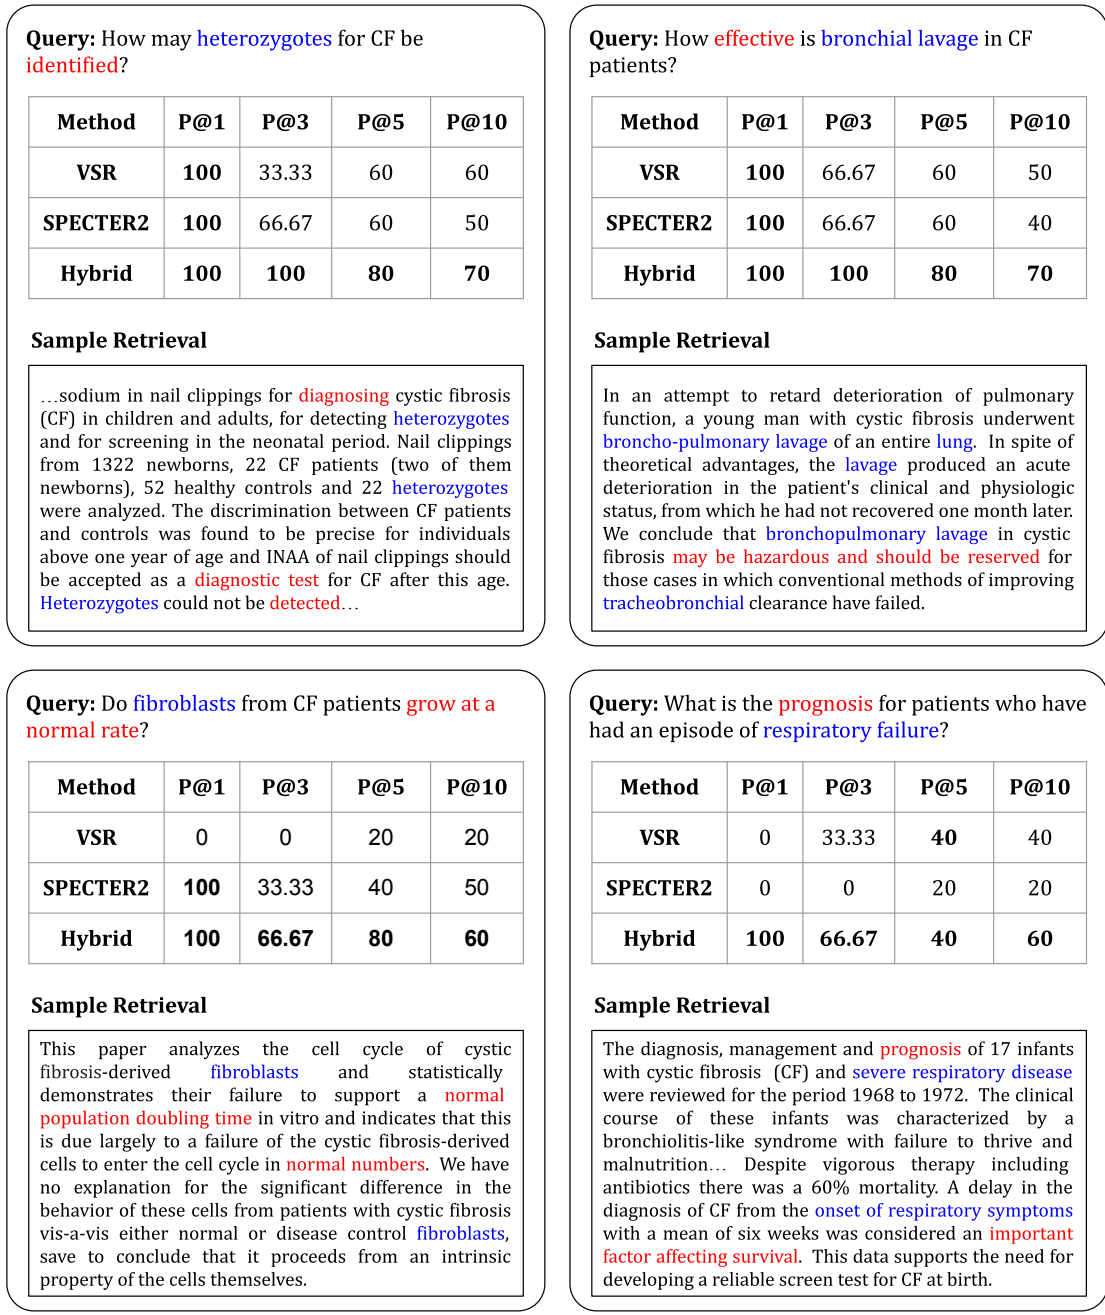 Query: How may heterozygotes for CF be
identified?
Method P@1 P@3 P@5 P@10
VSR 100 33.33 60 60
SPECTER2 100 66.67 60 50
Hybrid 100 100 80 70
Sample Retrieval
…sodium in nail clippings for diagnosing cystic fibrosis
(CF) in children and adults, for detecting heterozygotes
and for screening in the neonatal period. Nail clippings
from 1322 newborns, 22 CF patients (two of them
newborns), 52 healthy controls and 22 heterozygotes
were analyzed. The discrimination between CF patients
and controls was found to be precise for individuals
above one year of age and INAA of nail clippings should
be accepted as a diagnostic test for CF after this age.
Heterozygotes could not be detected…
Query: How effective is bronchial lavage in CF
patients?
Method P@1 P@3 P@5 P@10
VSR 100 66.67 60 50
SPECTER2 100 66.67 60 40
Hybrid 100 100 80 70
Sample Retrieval
In an attempt to retard deterioration of pulmonary
function, a young man with cystic fibrosis underwent
broncho-pulmonary lavage of an entire lung. In spite of
theoretical advantages, the lavage produced an acute
deterioration in the patient's clinical and physiologic
status, from which he had not recovered one month later.
We conclude that bronchopulmonary lavage in cystic
fibrosis may be hazardous and should be reserved for
those cases in which conventional methods of improving
tracheobronchial clearance have failed.
Query: Do fibroblasts from CF patients grow at a
normal rate?
Method P@1 P@3 P@5 P@10
VSR 0 0 20 20
SPECTER2 100 33.33 40 50
Hybrid 100 66.67 80 60
Sample Retrieval
This paper analyzes the cell cycle of cystic
fibrosis-derived fibroblasts and statistically
demonstrates their failure to support a normal
population doubling time in vitro and indicates that this
is due largely to a failure of the cystic fibrosis-derived
cells to enter the cell cycle in normal numbers. We have
no explanation for the significant difference in the
behavior of these cells from patients with cystic fibrosis
vis-a-vis either normal or disease control fibroblasts,
save to conclude that it proceeds from an intrinsic
property of the cells themselves.
Query: What is the prognosis for patients who have
had an episode of respiratory failure?
Method P@1 P@3 P@5 P@10
VSR 0 33.33 40 40
SPECTER2 0 0 20 20
Hybrid 100 66.67 40 60
Sample Retrieval
The diagnosis, management and prognosis of 17 infants
with cystic fibrosis (CF) and severe respiratory disease
were reviewed for the period 1968 to 1972. The clinical
course of these infants was characterized by a
bronchiolitis-like syndrome with failure to thrive and
malnutrition… Despite vigorous therapy including
antibiotics there was a 60% mortality. A delay in the
diagnosis of CF from the onset of respiratory symptoms
with a mean of six weeks was considered an important
factor affecting survival. This data supports the need for
developing a reliable screen test for CF at birth.